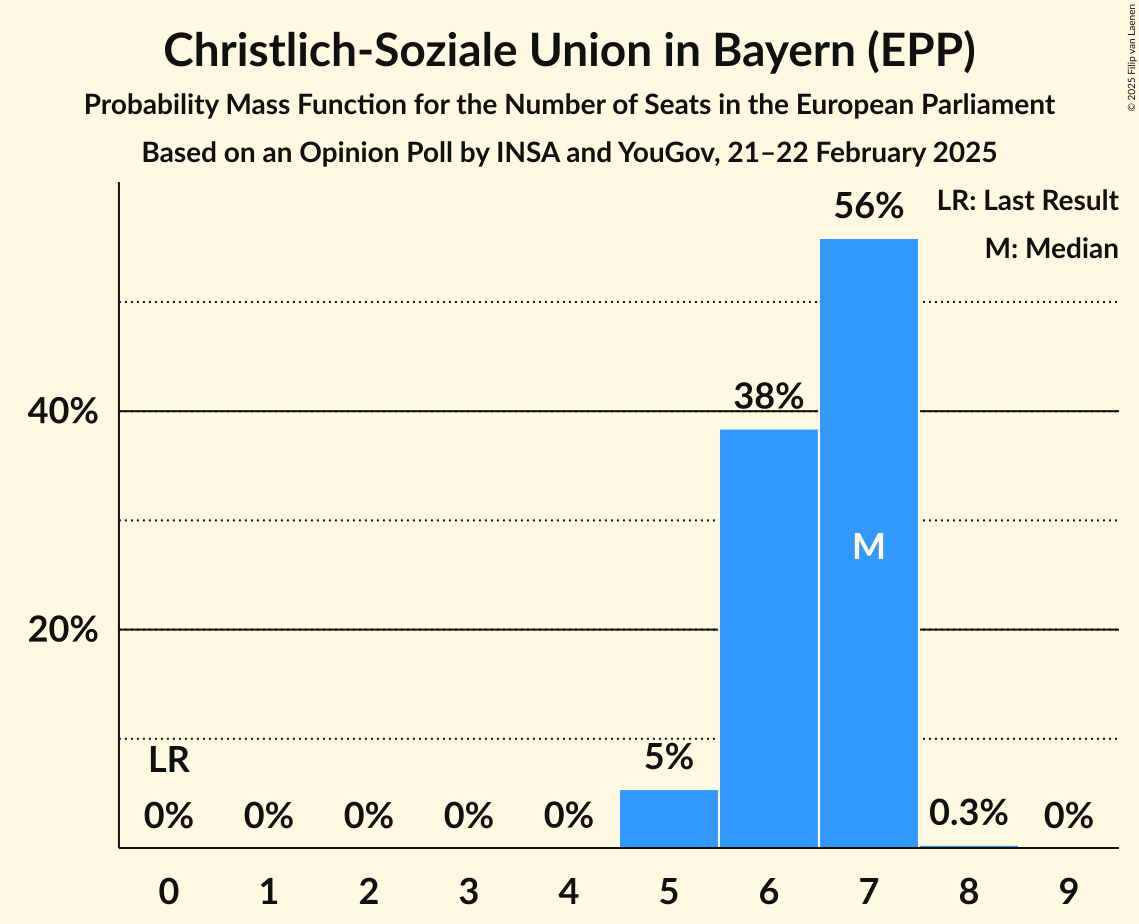 Christlich-Soziale Union in Bayern (EPP)
Probability Mass Function for the Number of Seats in the European Parliament
Based on an Opinion Poll by INSA and YouGov, 21–22 February 2025
© 2025 Filip van Laenen
LR: Last Result
M: Median
56%
38%
40%
M
20%
LR
5%
0% 0% 0% 0% 0% 0.3% 0%
0 1 2 3 4 5 6 7 8 9